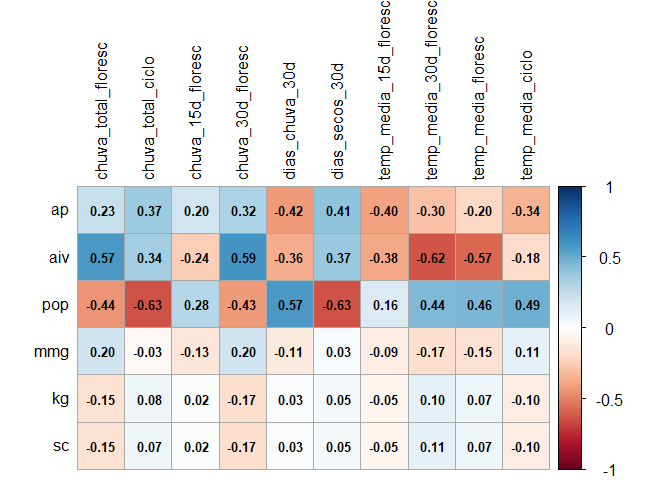 chuva_total_floresc
chuva_total_ciclo
chuva_15d_floresc
chuva_30d_floresc
dias_chuva_30d
dias_secos_30d
temp_media_15d_floresc
temp_media_30d_floresc
temp_media_floresc
temp_media_ciclo
ap 0.23 0.37 0.20 0.32 -0.42 0.41 -0.40 -0.30 -0.20 -0.34
aiv 0.57 0.34 -0.24 0.59 -0.36 0.37 -0.38 -0.62 -0.57 -0.18
pop -0.44 -0.63 0.28 -0.43 0.57 -0.63 0.16 0.44 0.46 0.49
mmg 0.20 -0.03 -0.13 0.20 -0.11 0.03 -0.09 -0.17 -0.15 0.11
kg -0.15 0.08 0.02 -0.17 0.03 0.05 -0.05 0.10 0.07 -0.10
sc -0.15 0.07 0.02 -0.17 0.03 0.05 -0.05 0.11 0.07 -0.10
1
0.5
0
-0.5
-1